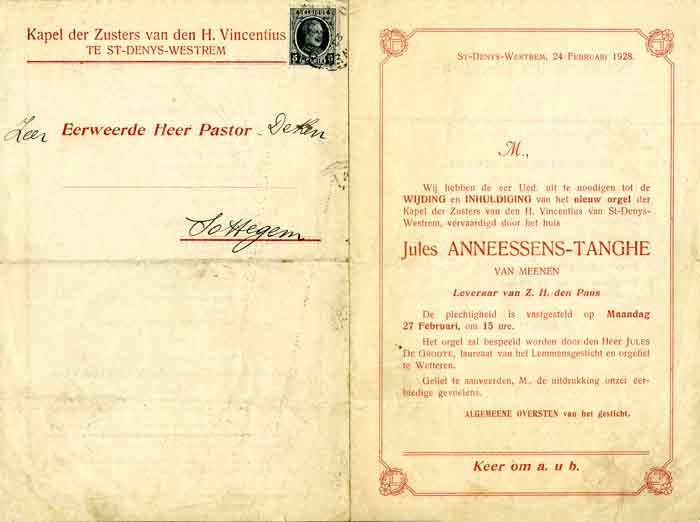 Kapel der Zusters van den H. Vincentius
TE ST-DENYS-WESTREM
BELGIQUE
5 5
Zeer Eerweerde Heer Pastor-Deken
Sottegem
ST-DENYS-WESTREM, 24 FEBRUARI 1928.
M.,
Wij hebben de eer Ued. uit te noodigen tot de
WIJDING en INHULDIGING van het nieuw orgel der
Kapel der Zusters van den H. Vincentius van St-Denys-
Westrem, vervaardigd door het huis
Jules ANNEESSENS-TANGHE
VAN MEENEN
Leveraar van Z. H. den Paus
De plechtigheid is vastgesteld op Maandag
27 Februari, om 15 ure.
Het orgel zal bespeeld worden door den Heer JULES
DE GROOTE, laureaat van het Lemmensgesticht en orgelist
te Wetteren.
Gelief te aanveerden, M., de uitdrukking onzer eer-
biedige gevoelens.
ALGEMEENE OVERSTEN van het gesticht.
Keer om a. u b.